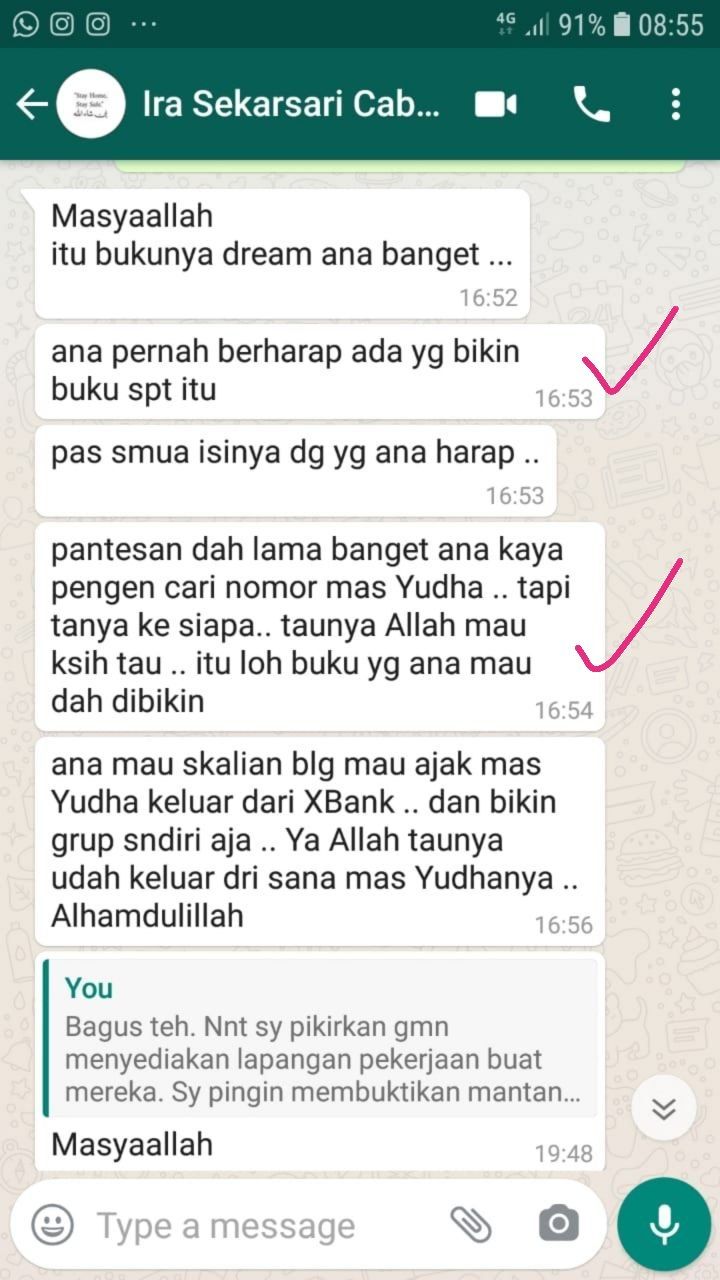 4G 91% 08:55
"Stay Home,
Stay Safe."
Ira Sekarsari Cab...
Masyaallah
itu bukunya dream ana banget ...
16:52
ana pernah berharap ada yg bikin
buku spt itu
16:53
pas smua isinya dg yg ana harap ..
16:53
pantesan dah lama banget ana kaya
pengen cari nomor mas Yudha .. tapi
tanya ke siapa.. taunya Allah mau
ksih tau .. itu loh buku yg ana mau
dah dibikin
16:54
ana mau skalian blg mau ajak mas
Yudha keluar dari XBank .. dan bikin
grup sndiri aja .. Ya Allah taunya
udah keluar dri sana mas Yudhanya ..
Alhamdulillah
16:56
You
Bagus teh. Nnt sy pikirkan gmn
menyediakan lapangan pekerjaan buat
mereka. Sy pingin membuktikan mantan...
Masyaallah
19:48
Type a message